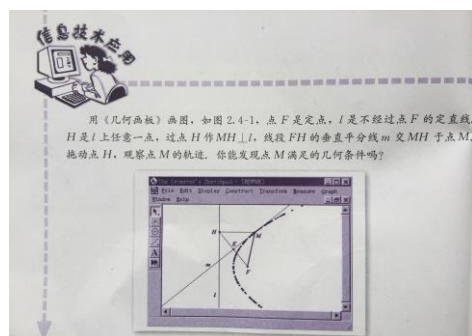 信息技术应用
用《几何画板》画图，如图 2.4-1，点 F 是定点，l 是不经过点 F 的定直线，
H 是 l 上任意一点，过点 H 作 MH⊥l，线段 FH 的垂直平分线 m 交 MH 于点 M．
拖动点 H，观察点 M 的轨迹．你能发现点 M 满足的几何条件吗？
The Geometer's Sketchpad
File Edit Display Construct Transform Measure Graph
Window Help
A
H
M
E
m
F
l